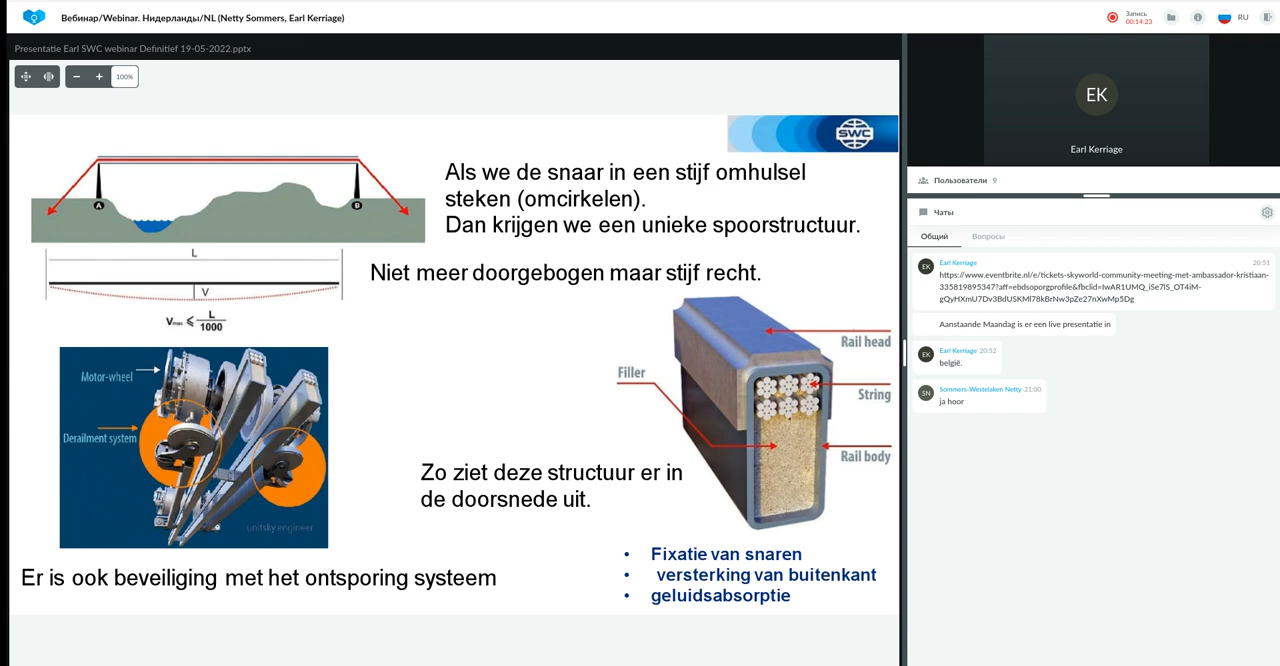 Вебинар/Webinar. Нидерланды/NL (Netty Sommers, Earl Kerriage)
Запись
00:14:23
RU
Presentatie Earl SWC webinar Definitief 19-05-2022.pptx
100%
SWC
Als we de snaar in een stijf omhulsel
steken (omcirkelen).
Dan krijgen we een unieke spoorstructuur.
A
B
L
V
Niet meer doorgebogen maar stijf recht.
Vmax ⩽ L/1000
Motor-wheel
Derailment system
unitsky engineer
Rail head
Filler
String
Rail body
Zo ziet deze structuur er in
de doorsnede uit.
• Fixatie van snaren
• versterking van buitenkant
• geluidsabsorptie
Er is ook beveiliging met het ontsporing systeem
EK
Earl Kerriage
Пользователи 9
Чаты
Общий Вопросы
EK Earl Kerriage 20:51
https://www.eventbrite.nl/e/tickets-skyworld-community-meeting-met-ambassador-kristiaan-
335819895347?aff=ebdsoporgprofile&fbclid=IwAR1UMQ_iSe7lS_OT4iM-
gQyHXmU7Dv3BdUSKMl78kBrNw3pZe27nXwMp5Dg
Aanstaande Maandag is er een live presentatie in
EK Earl Kerriage 20:52
belgië.
SN Sommers-Westelaken Netty 21:00
ja hoor